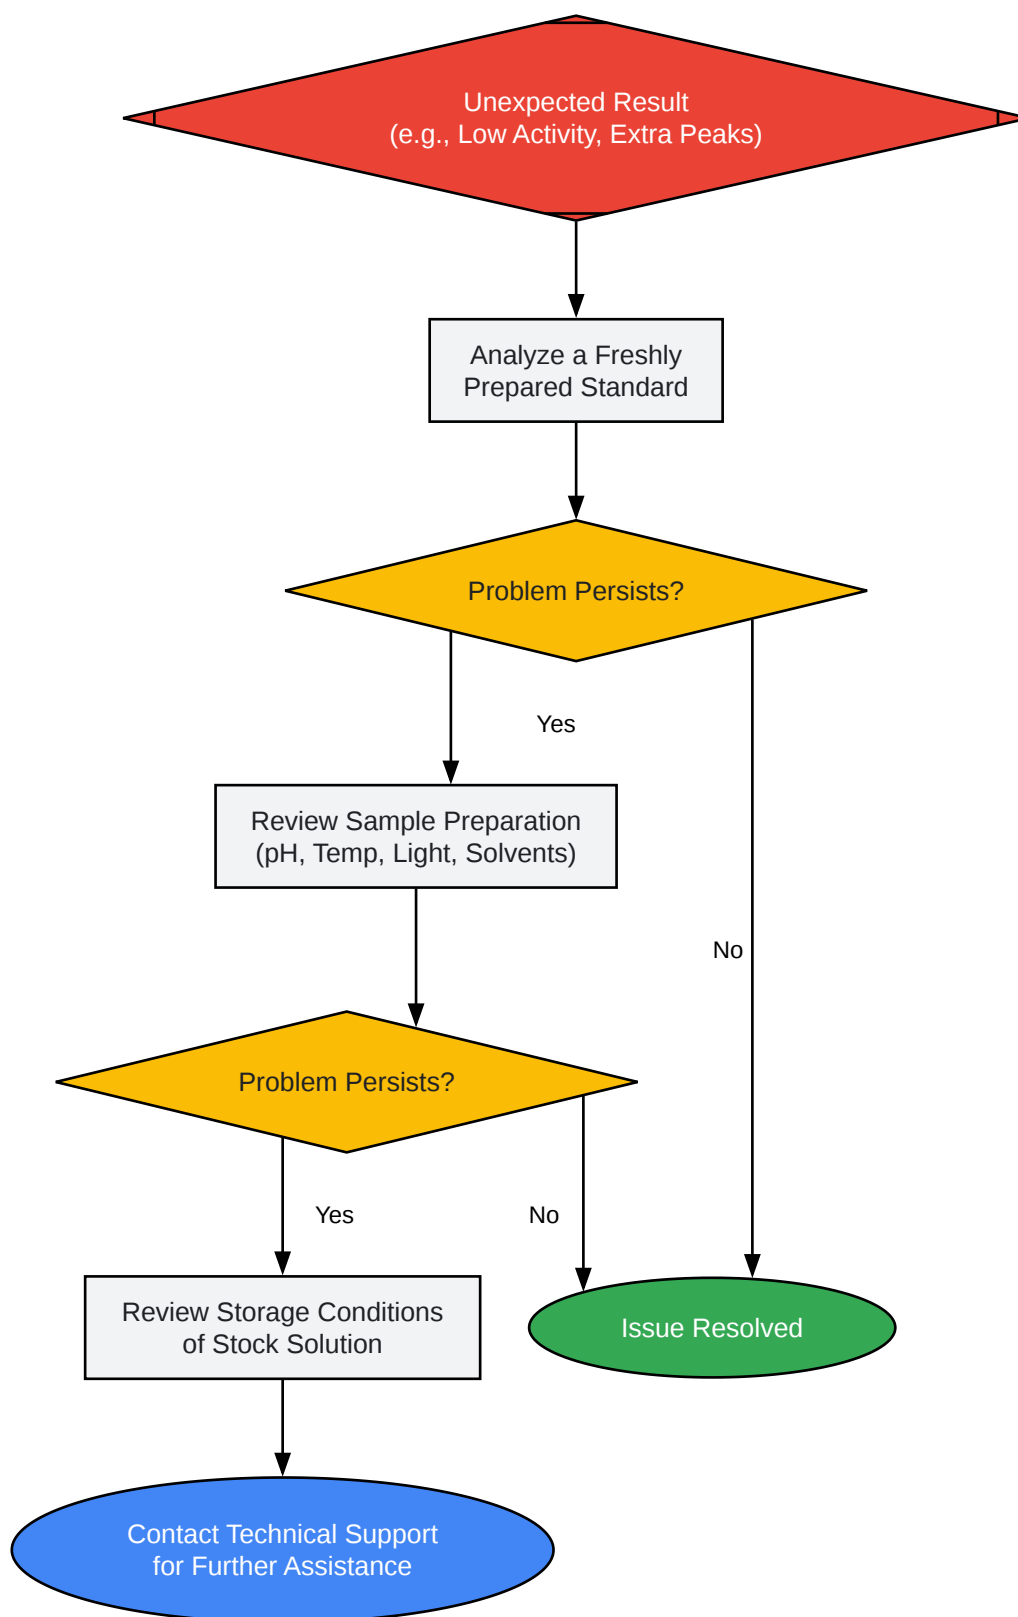 Unexpected Result
(e.g., Low Activity, Extra Peaks)
Analyze a Freshly
Prepared Standard
Problem Persists?
Yes
Review Sample Preparation
(pH, Temp, Light, Solvents)
No
Problem Persists?
Yes
No
Review Storage Conditions
of Stock Solution
Issue Resolved
Contact Technical Support
for Further Assistance